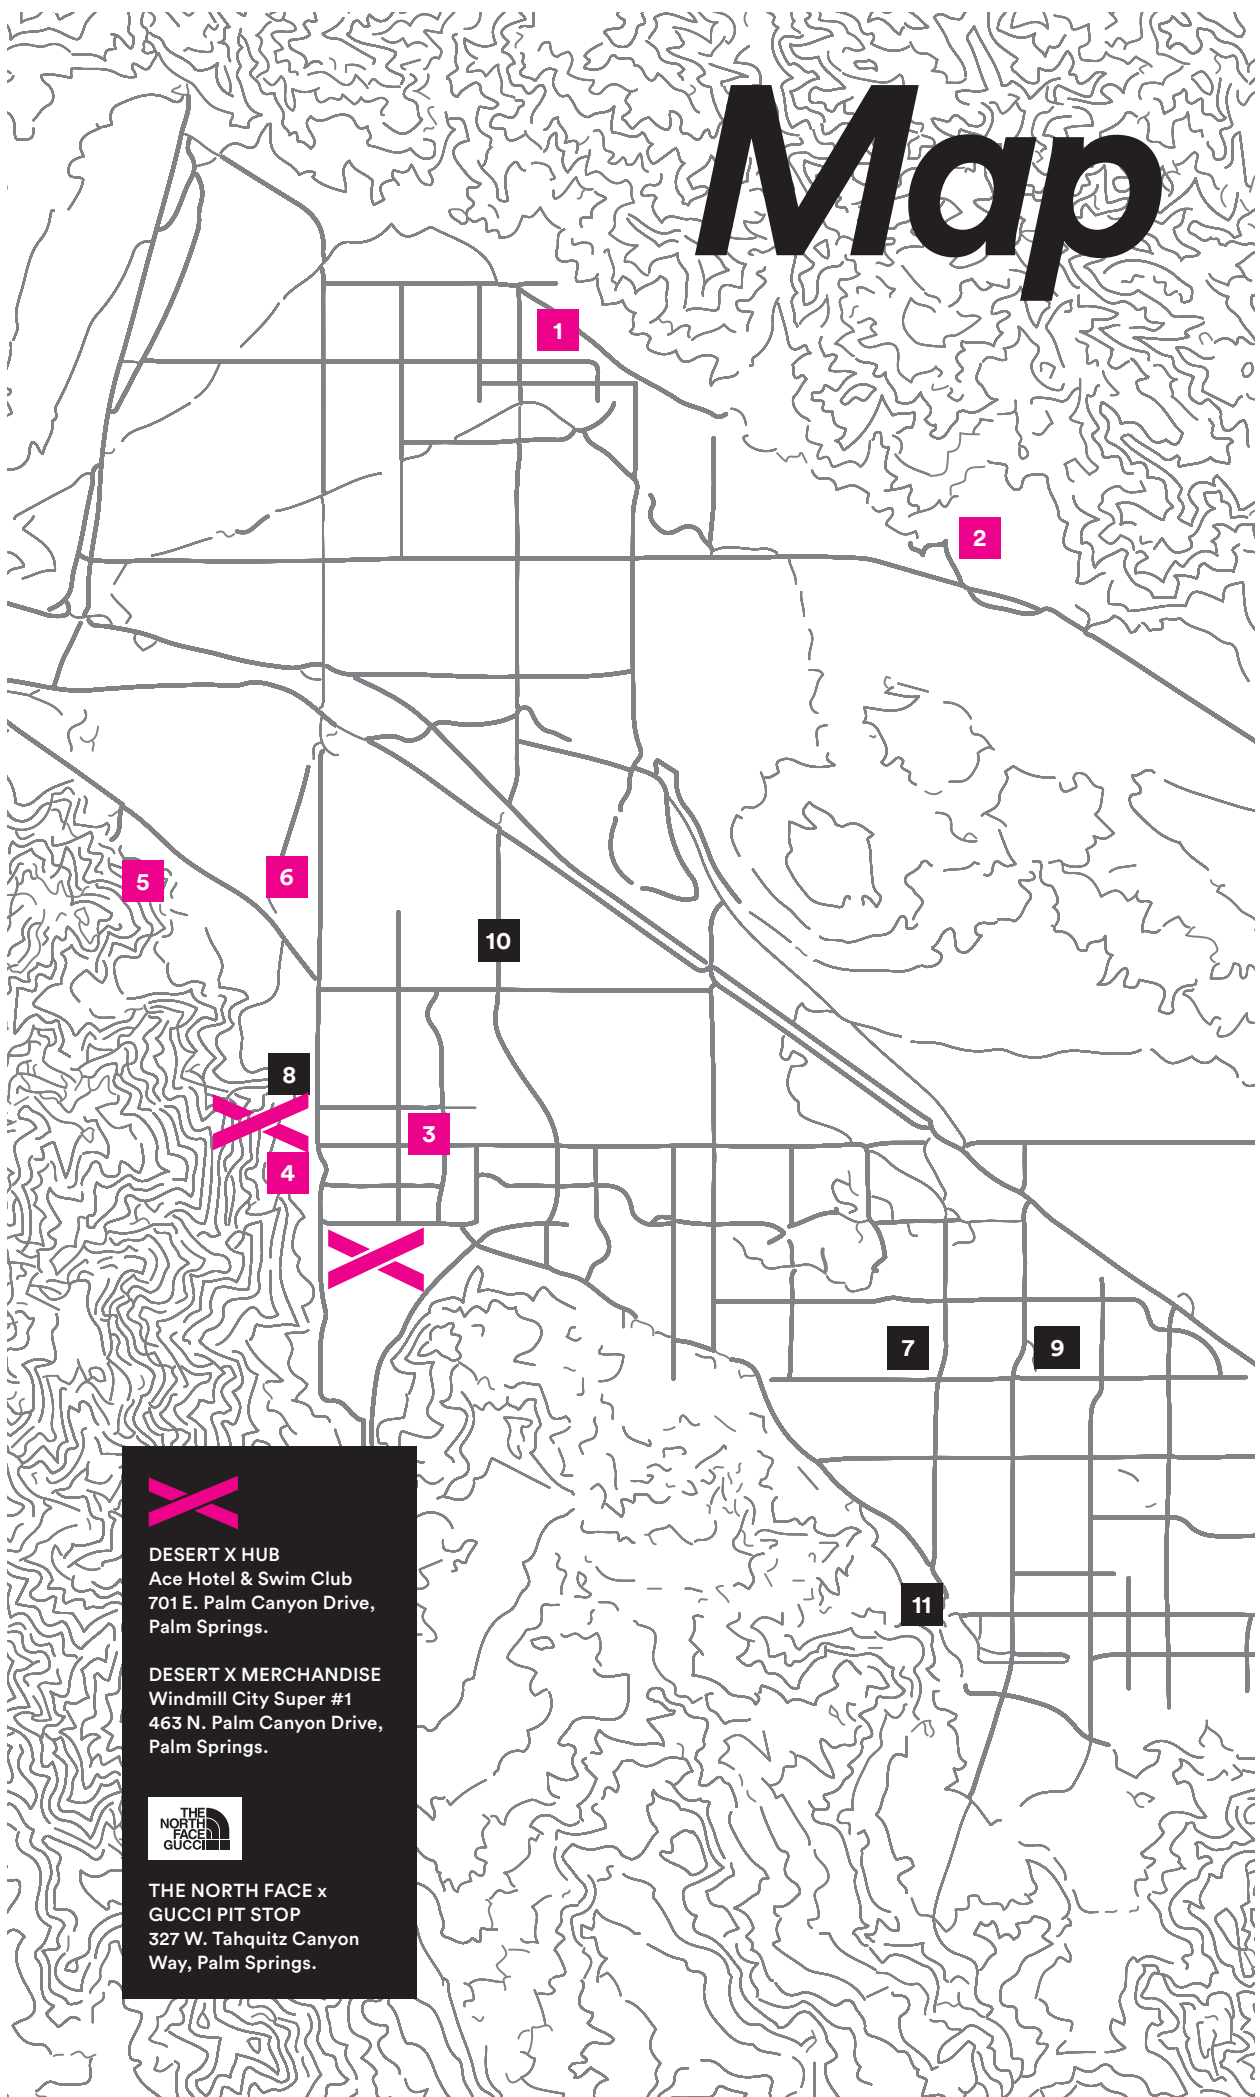 Map
1
2
5
6
10
8
3
4
7
9
11
DESERT X HUB
Ace Hotel & Swim Club
701 E. Palm Canyon Drive,
Palm Springs.
DESERT X MERCHANDISE
Windmill City Super #1
463 N. Palm Canyon Drive,
Palm Springs.
THE
NORTH
FACE
GUCCI
THE NORTH FACE x
GUCCI PIT STOP
327 W. Tahquitz Canyon
Way, Palm Springs.